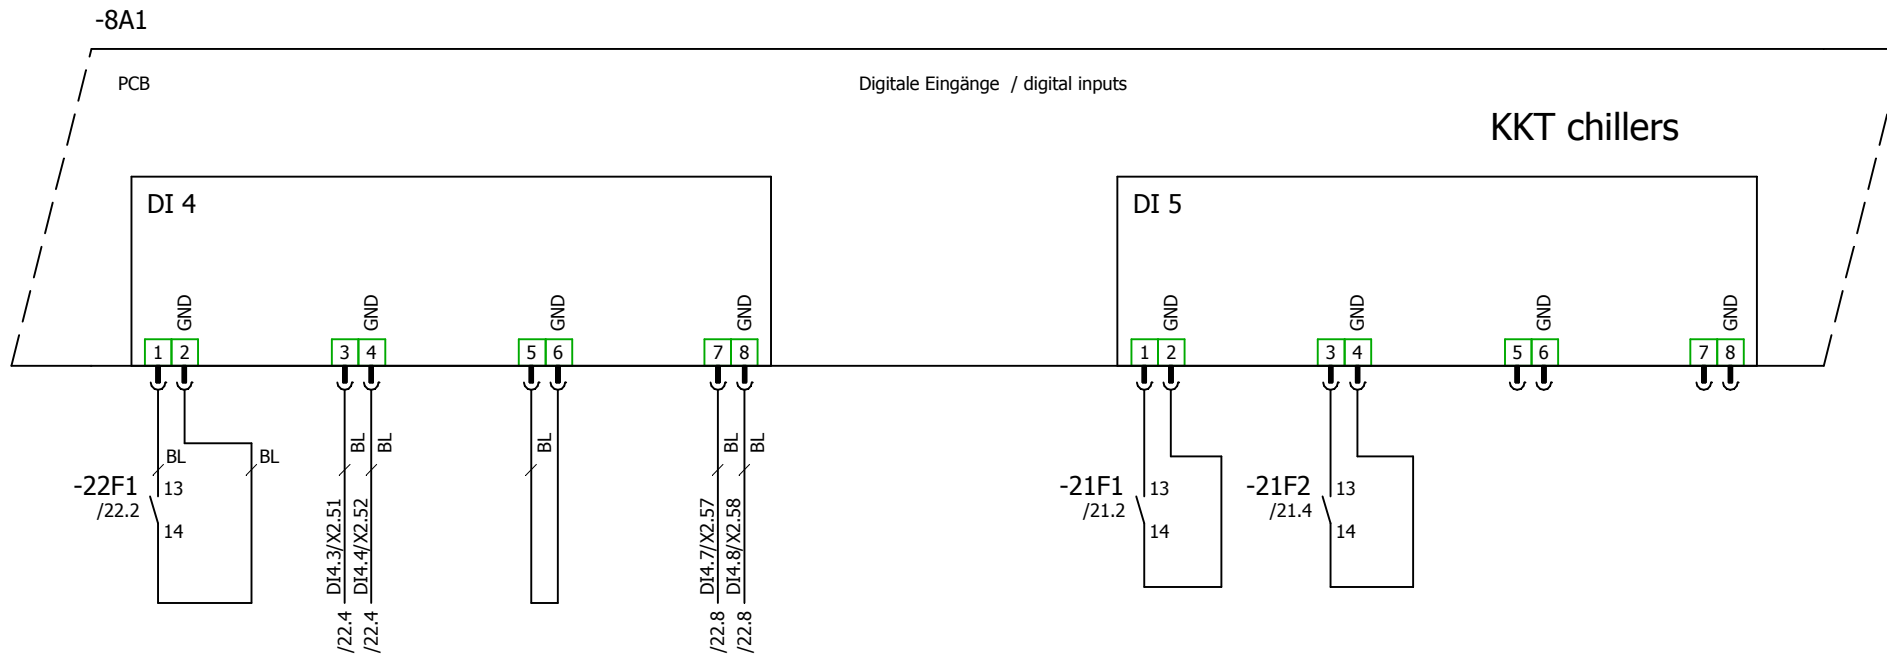 -8A1
PCB
Digitale Eingänge / digital inputs
KKT chillers
DI 4
DI 5
GND
GND
GND
GND
GND
GND
GND
GND
1 2
3 4
5 6
7 8
1 2
3 4
5 6
7 8
BL
BL
BL
BL
BL
BL
BL
-22F1
/22.2
13
14
DI4.3/X2.51
DI4.4/X2.52
/22.4
/22.4
DI4.7/X2.57
DI4.8/X2.58
/22.8
/22.8
-21F1
/21.2
13
14
-21F2
/21.4
13
14